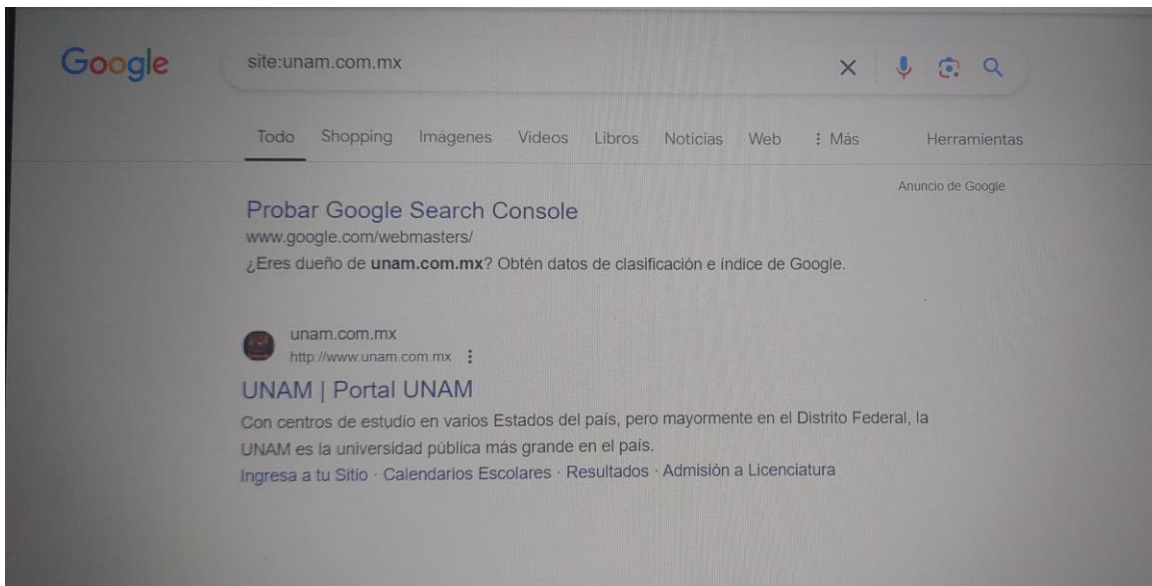 Google
site:unam.com.mx
Todo Shopping Imágenes Videos Libros Noticias Web Más Herramientas
Anuncio de Google
Probar Google Search Console
www.google.com/webmasters/
¿Eres dueño de unam.com.mx? Obtén datos de clasificación e índice de Google.
unam.com.mx
http://www.unam.com.mx
UNAM | Portal UNAM
Con centros de estudio en varios Estados del país, pero mayormente en el Distrito Federal, la
UNAM es la universidad pública más grande en el país.
Ingresa a tu Sitio · Calendarios Escolares · Resultados · Admisión a Licenciatura